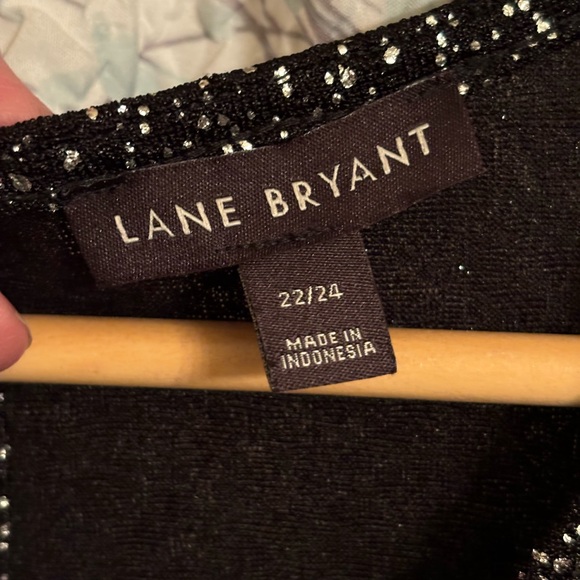 LANE BRYANT
22/24
MADE IN
INDONESIA